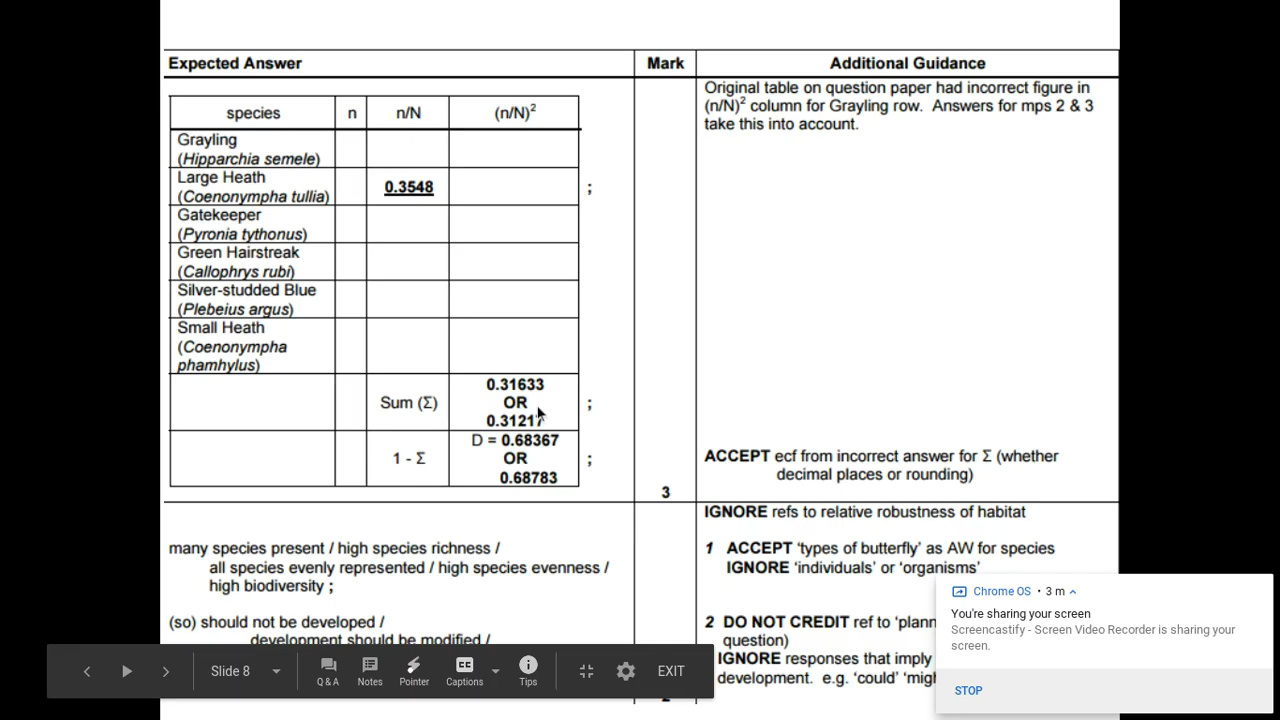 Expected Answer
Mark
Additional Guidance
species
n
n/N
(n/N)²
Grayling
(Hipparchia semele)
Large Heath
(Coenonympha tullia)
0.3548
;
Gatekeeper
(Pyronia tythonus)
Green Hairstreak
(Callophrys rubi)
Silver-studded Blue
(Plebeius argus)
Small Heath
(Coenonympha
phamhylus)
Sum (Σ)
0.31633
OR
0.31217
;
1 - Σ
D = 0.68367
OR
0.68783
;
3
Original table on question paper had incorrect figure in
(n/N)² column for Grayling row. Answers for mps 2 & 3
take this into account.
ACCEPT ecf from incorrect answer for Σ (whether
decimal places or rounding)
many species present / high species richness /
all species evenly represented / high species evenness /
high biodiversity ;
(so) should not be developed /
development should be modified /
IGNORE refs to relative robustness of habitat
1 ACCEPT 'types of butterfly' as AW for species
IGNORE 'individuals' or 'organisms'
2 DO NOT CREDIT ref to 'plann
question)
IGNORE responses that imply
development. e.g. 'could' 'migh
Slide 8
Q & A
Notes
Pointer
CC
Captions
Tips
EXIT
Chrome OS • 3 m
You're sharing your screen
Screencastify - Screen Video Recorder is sharing your
screen.
STOP